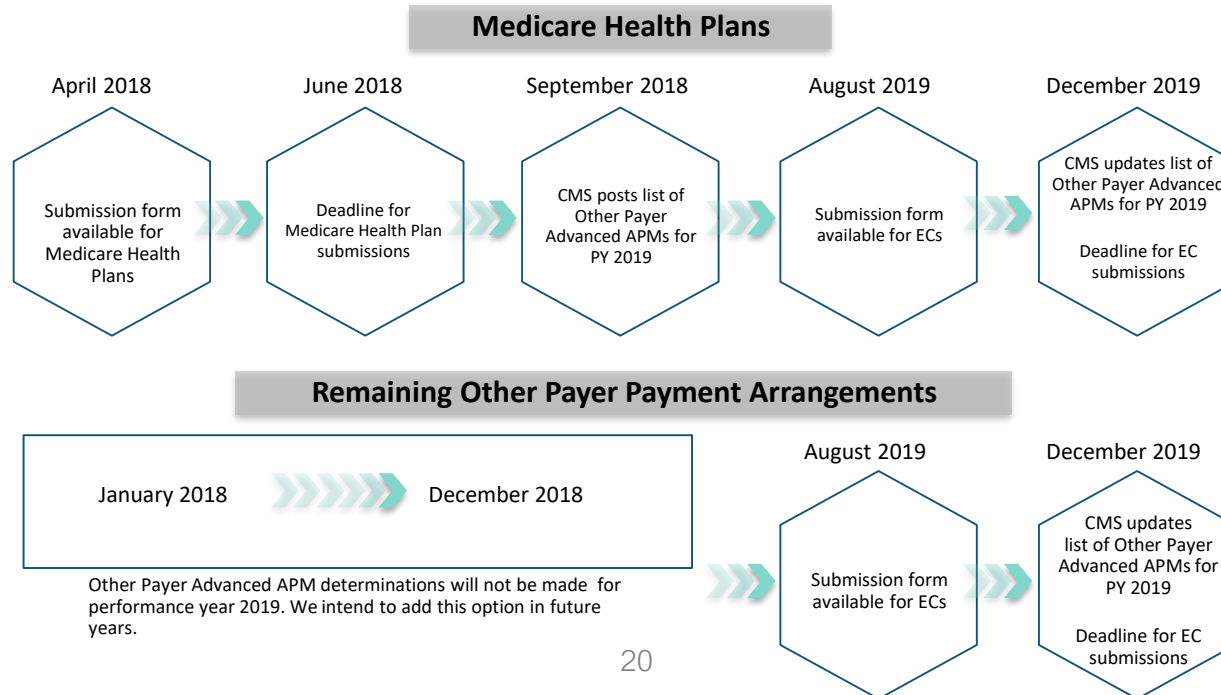 Medicare Health Plans
April 2018
June 2018
September 2018
August 2019
December 2019
Submission form
available for
Medicare Health
Plans
Deadline for
Medicare Health Plan
submissions
CMS posts list of
Other Payer
Advanced APMs for
PY 2019
Submission form
available for ECs
CMS updates list of
Other Payer Advanced
APMs for PY 2019
Deadline for EC
submissions
Remaining Other Payer Payment Arrangements
January 2018
December 2018
Other Payer Advanced APM determinations will not be made for
performance year 2019. We intend to add this option in future
years.
August 2019
December 2019
Submission form
available for ECs
CMS updates
list of Other Payer
Advanced APMs for
PY 2019
Deadline for EC
submissions
20